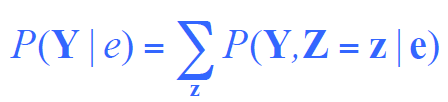 P(Y | e) = ∑ P(Y, Z = z | e)
z